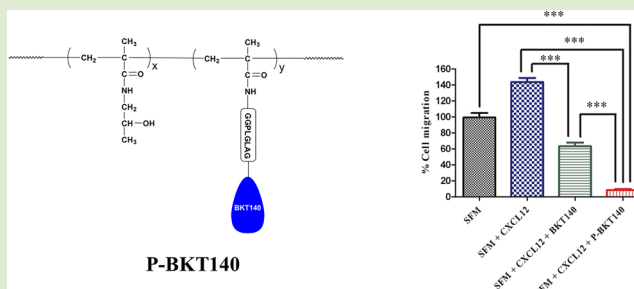 CH₃
CH₃
CH₂
C
x
CH₂
C
y
C=O
C=O
NH
NH
CH₂
CH-OH
CH₃
GGPLGLAG
BKT140
P-BKT140
***
***
***
***
% Cell migration
160
140
120
100
80
60
40
20
0
SFM
SFM + CXCL12
SFM + CXCL12 + BKT140
SFM + CXCL12 + P-BKT140